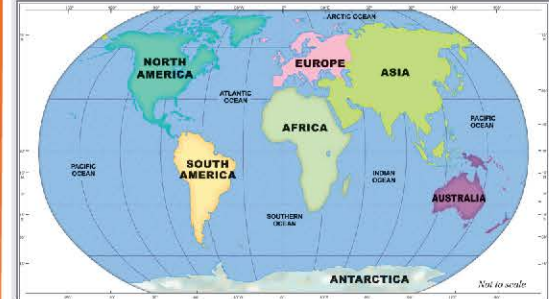 ARCTIC OCEAN
NORTH
AMERICA
EUROPE
ASIA
ATLANTIC
OCEAN
AFRICA
PACIFIC
OCEAN
PACIFIC
OCEAN
SOUTH
AMERICA
INDIAN
OCEAN
AUSTRALIA
SOUTHERN
OCEAN
ANTARCTICA
Not to scale